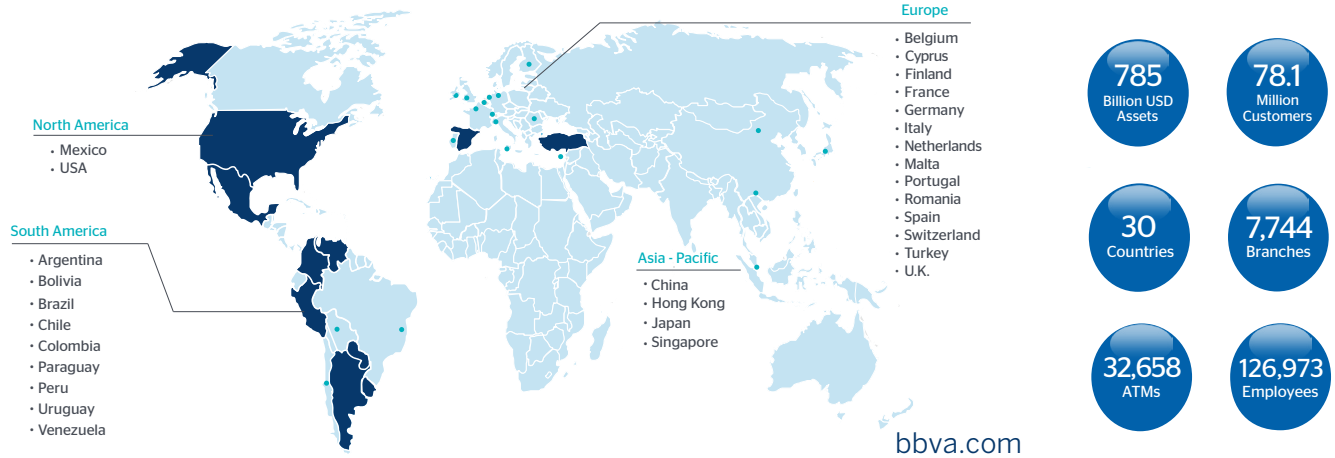 North America
• Mexico
• USA
South America
• Argentina
• Bolivia
• Brazil
• Chile
• Colombia
• Paraguay
• Peru
• Uruguay
• Venezuela
Europe
• Belgium
• Cyprus
• Finland
• France
• Germany
• Italy
• Netherlands
• Malta
• Portugal
• Romania
• Spain
• Switzerland
• Turkey
• U.K.
Asia - Pacific
• China
• Hong Kong
• Japan
• Singapore
bbva.com
785
Billion USD
Assets
78.1
Million
Customers
30
Countries
7,744
Branches
32,658
ATMs
126,973
Employees